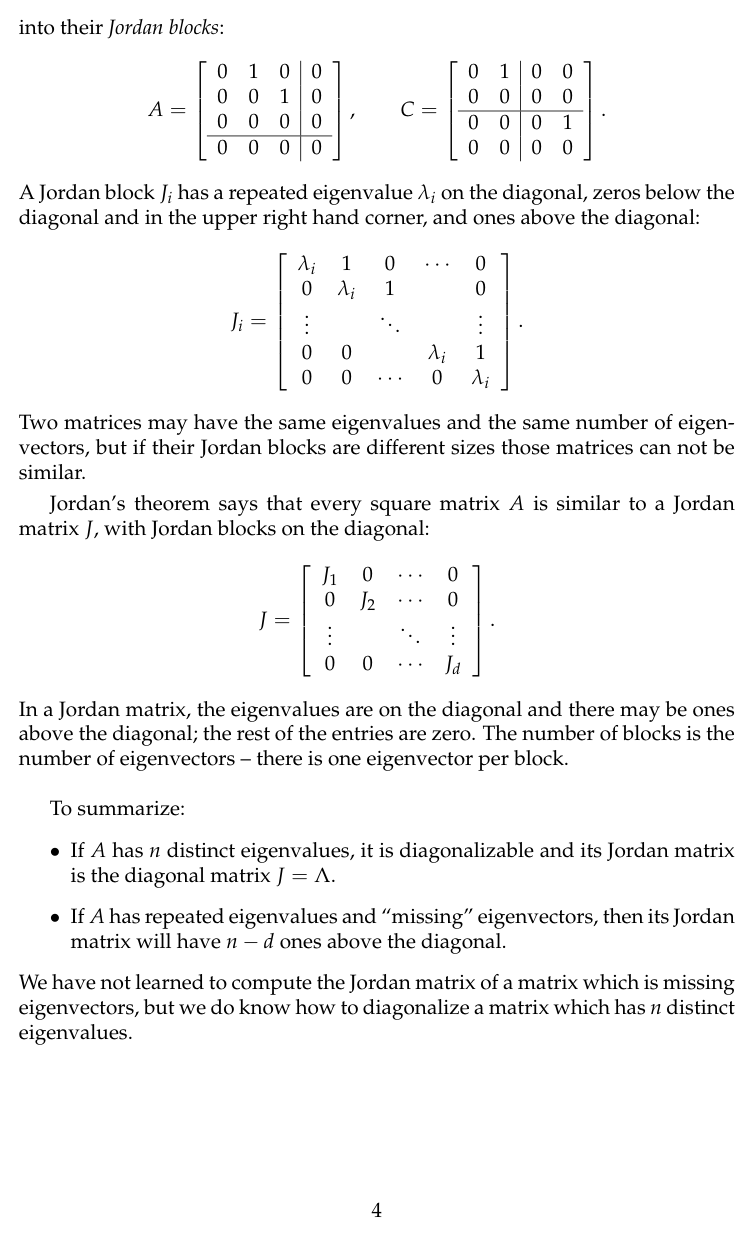 into their Jordan blocks:
A = [ 0 1 0 | 0
0 0 1 | 0
0 0 0 | 0
0 0 0 | 0 ] , C = [ 0 1 | 0 0
0 0 | 0 0
0 0 | 0 1
0 0 | 0 0 ] .
A Jordan block Jᵢ has a repeated eigenvalue λᵢ on the diagonal, zeros below the
diagonal and in the upper right hand corner, and ones above the diagonal:
Jᵢ = [ λᵢ 1 0 ⋯ 0
0 λᵢ 1 0
⋮ ⋱ ⋮
0 0 λᵢ 1
0 0 ⋯ 0 λᵢ ] .
Two matrices may have the same eigenvalues and the same number of eigen-
vectors, but if their Jordan blocks are different sizes those matrices can not be
similar.
Jordan’s theorem says that every square matrix A is similar to a Jordan
matrix J, with Jordan blocks on the diagonal:
J = [ J₁ 0 ⋯ 0
0 J₂ ⋯ 0
⋮ ⋱ ⋮
0 0 ⋯ J_d ] .
In a Jordan matrix, the eigenvalues are on the diagonal and there may be ones
above the diagonal; the rest of the entries are zero. The number of blocks is the
number of eigenvectors – there is one eigenvector per block.
To summarize:
• If A has n distinct eigenvalues, it is diagonalizable and its Jordan matrix
is the diagonal matrix J = Λ.
• If A has repeated eigenvalues and “missing” eigenvectors, then its Jordan
matrix will have n − d ones above the diagonal.
We have not learned to compute the Jordan matrix of a matrix which is missing
eigenvectors, but we do know how to diagonalize a matrix which has n distinct
eigenvalues.
4